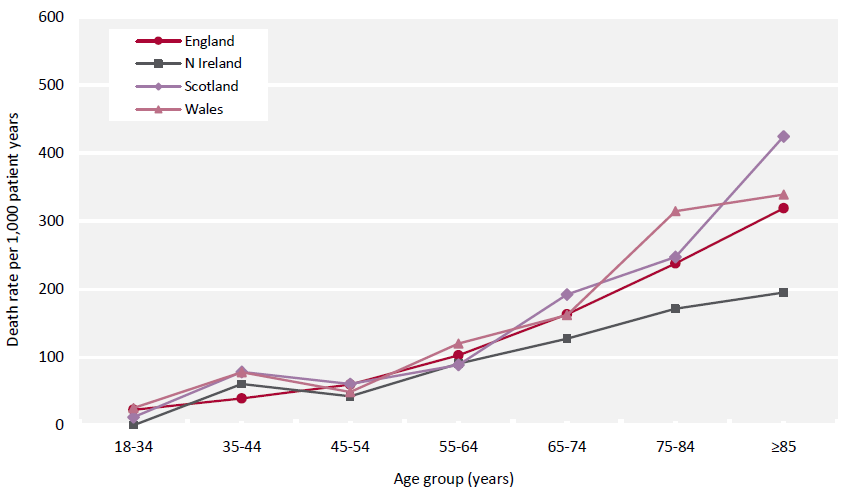 600
500
400
300
200
100
0
Death rate per 1,000 patient years
England
N Ireland
Scotland
Wales
18-34 35-44 45-54 55-64 65-74 75-84 ≥85
Age group (years)